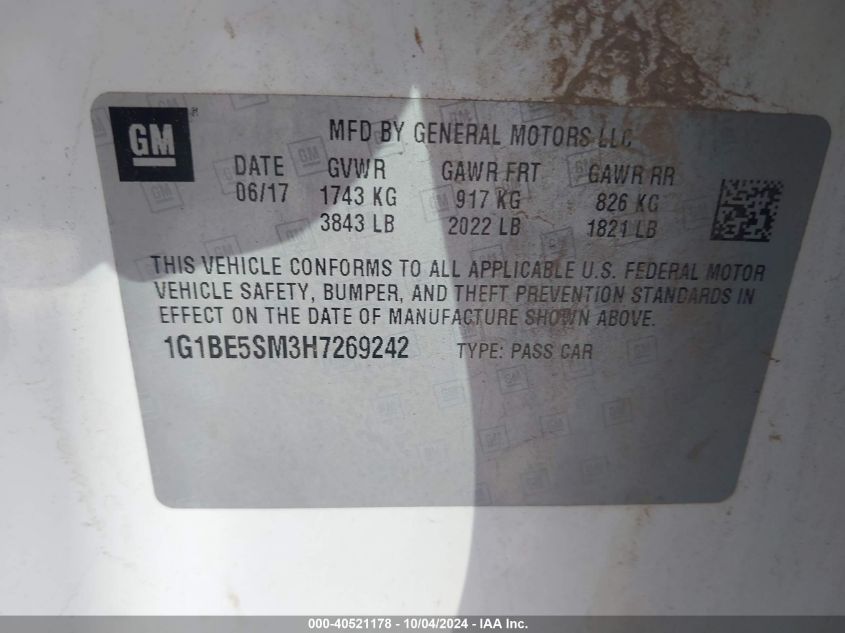 GM ®
MFD BY GENERAL MOTORS LLC
DATE GVWR GAWR FRT GAWR RR
06/17 1743 KG 917 KG 826 KG
3843 LB 2022 LB 1821 LB
THIS VEHICLE CONFORMS TO ALL APPLICABLE U.S. FEDERAL MOTOR
VEHICLE SAFETY, BUMPER, AND THEFT PREVENTION STANDARDS IN
EFFECT ON THE DATE OF MANUFACTURE SHOWN ABOVE.
1G1BE5SM3H7269242 TYPE: PASS CAR
000-40521178 - 10/04/2024 - IAA Inc.